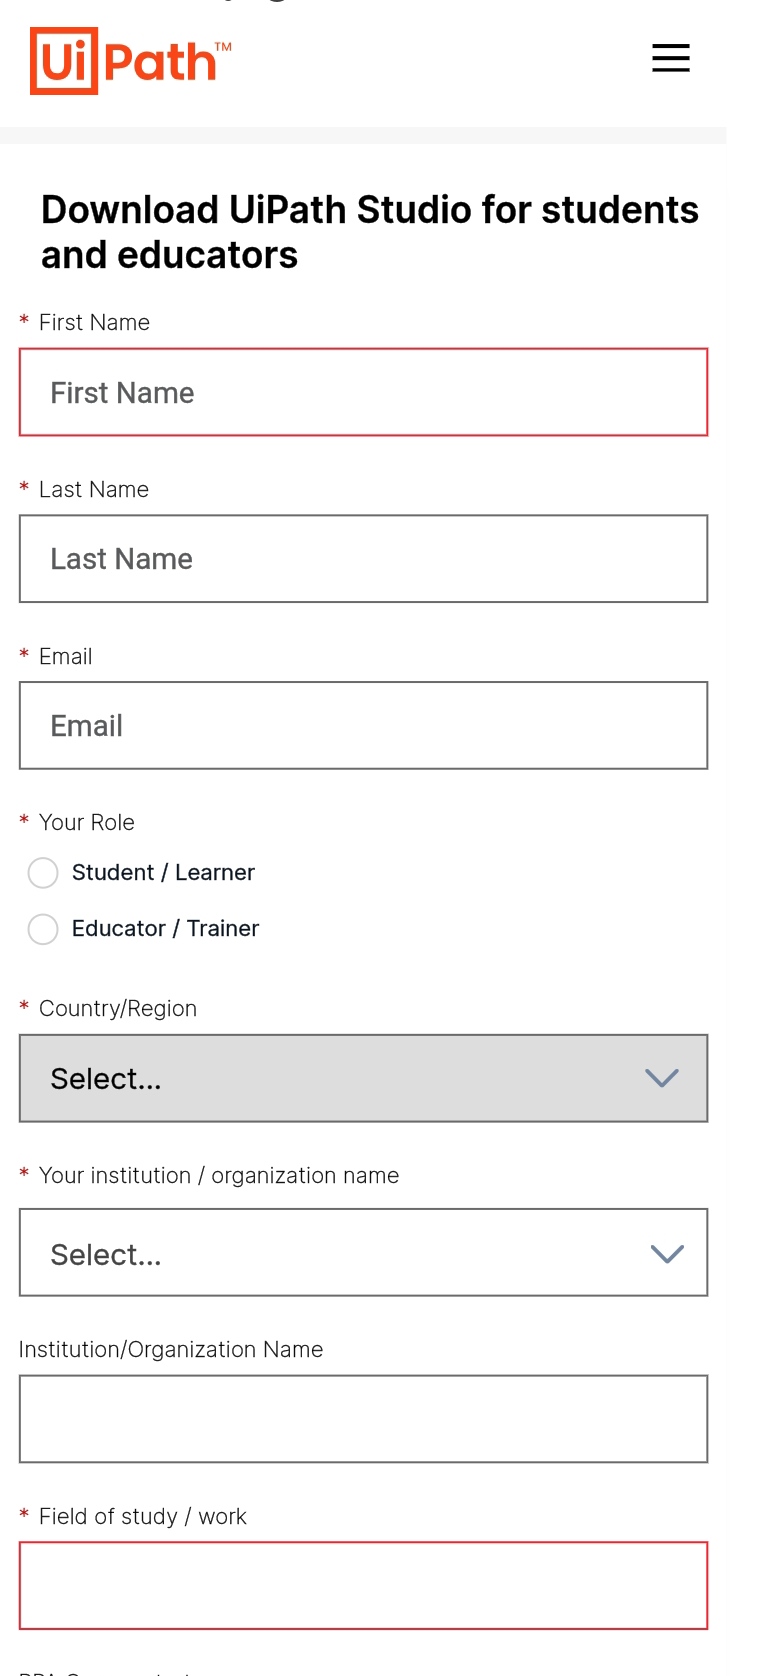 UiPath™
Download UiPath Studio for students
and educators
* First Name
First Name
* Last Name
Last Name
* Email
Email
* Your Role
Student / Learner
Educator / Trainer
* Country/Region
Select...
* Your institution / organization name
Select...
Institution/Organization Name
* Field of study / work